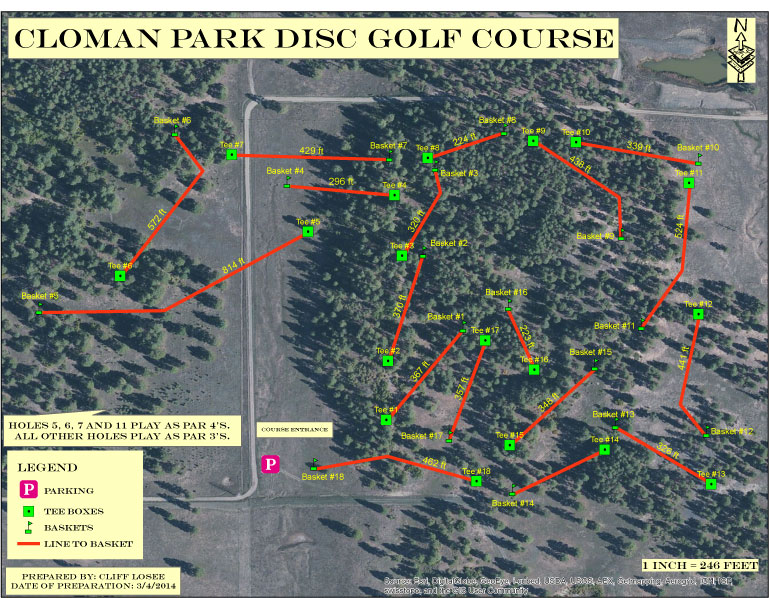 CLOMAN PARK DISC GOLF COURSE
N
Basket #6
Basket #8
Tee #7
429 ft
Basket #7
Tee #8
224 ft
Tee #9
Tee #10
339 ft
Basket #10
Basket #4
296 ft
Tee #4
Basket #3
438 ft
Tee #11
572 ft
Tee #5
320 ft
524 ft
Tee #3
Basket #2
Basket #9
Tee #6
814 ft
Basket #5
370 ft
Basket #16
Tee #12
Basket #1
Tee #17
223 ft
Basket #11
Tee #2
367 ft
Tee #16
Basket #15
441 ft
357 ft
348 ft
Tee #1
Basket #13
HOLES 5, 6, 7 AND 11 PLAY AS PAR 4'S.
ALL OTHER HOLES PLAY AS PAR 3'S.
COURSE ENTRANCE
Basket #17
Tee #15
Tee #14
328 ft
Basket #12
P
Basket #18
462 ft
Tee #18
Basket #14
Tee #13
LEGEND
P PARKING
TEE BOXES
BASKETS
LINE TO BASKET
1 INCH = 246 FEET
PREPARED BY: CLIFF LOSEE
DATE OF PREPARATION: 3/4/2014
Source: Esri, DigitalGlobe, GeoEye, i-cubed, USDA, USGS, AEX, Getmapping, Aerogrid, IGN, IGP,
swisstopo, and the GIS User Community